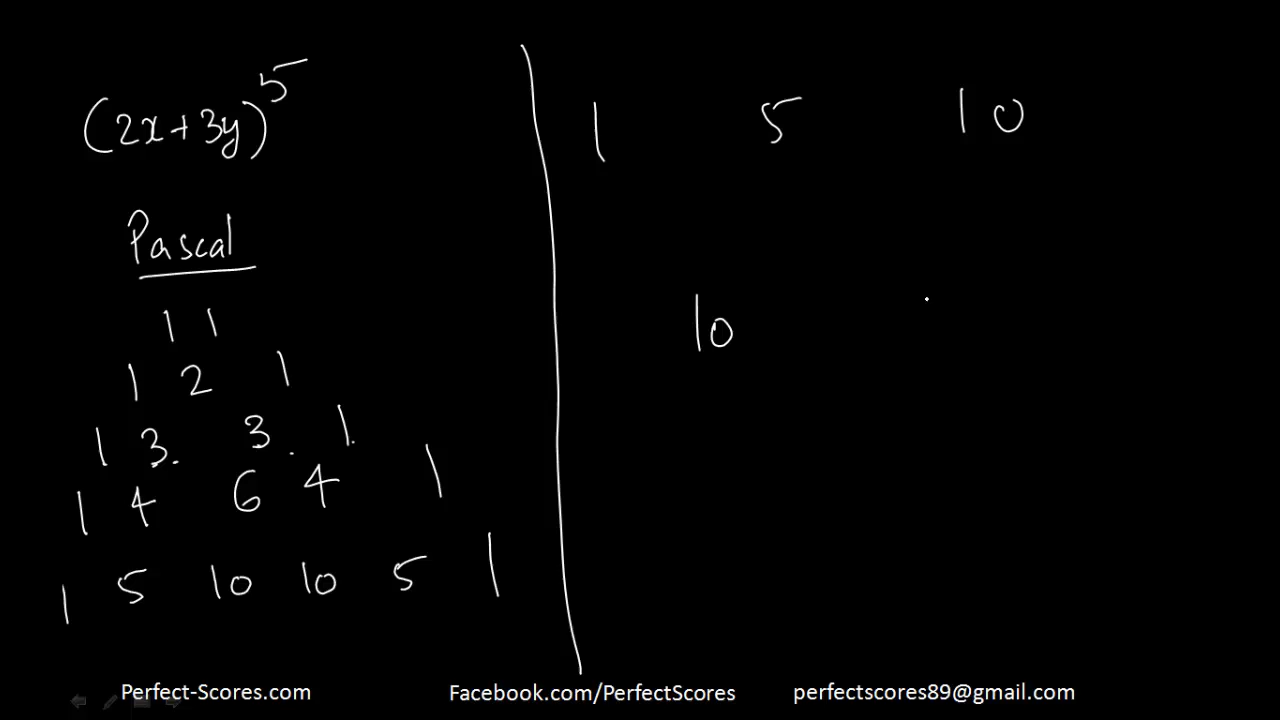 (2x+3y)^5
Pascal
1 1
1 2 1
1 3. 3. 1.
1 4 6 4 1
1 5 10 10 5 1
1 5 10
10
Perfect-Scores.com Facebook.com/PerfectScores perfectscores89@gmail.com